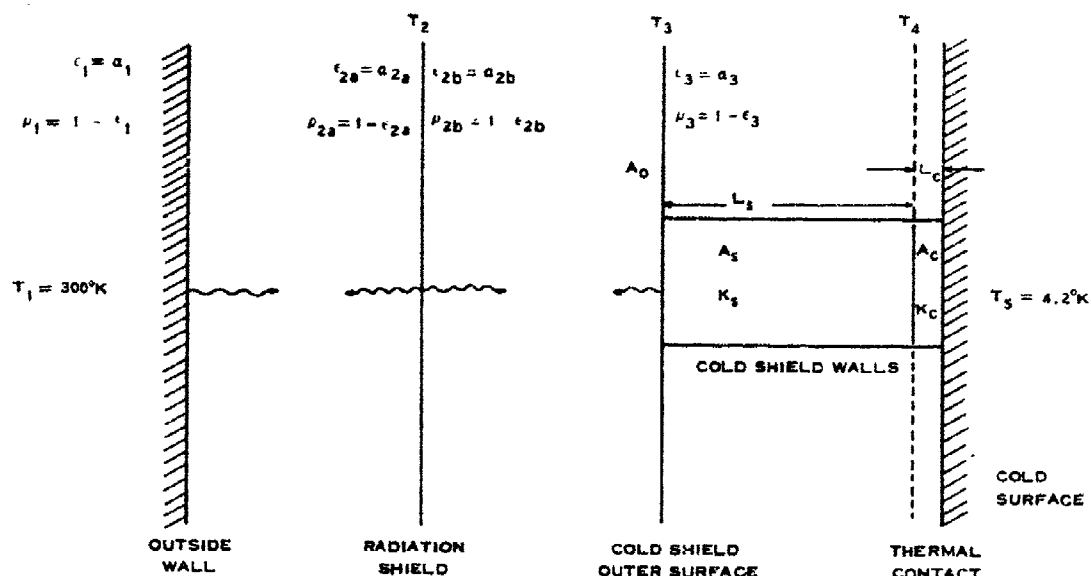 T2 T3 T4
ε1 = α1 ε2a = α2a ε2b = α2b ε3 = α3
ρ1 = 1 - ε1 ρ2a = 1 - ε2a ρ2b = 1 ε2b ρ3 = 1 - ε3
A0 Lc
Ls
As Ac
T1 = 300°K Ks Kc T5 = 4.2°K
COLD SHIELD WALLS
COLD
SURFACE
OUTSIDE RADIATION COLD SHIELD THERMAL
WALL SHIELD OUTER SURFACE CONTACT